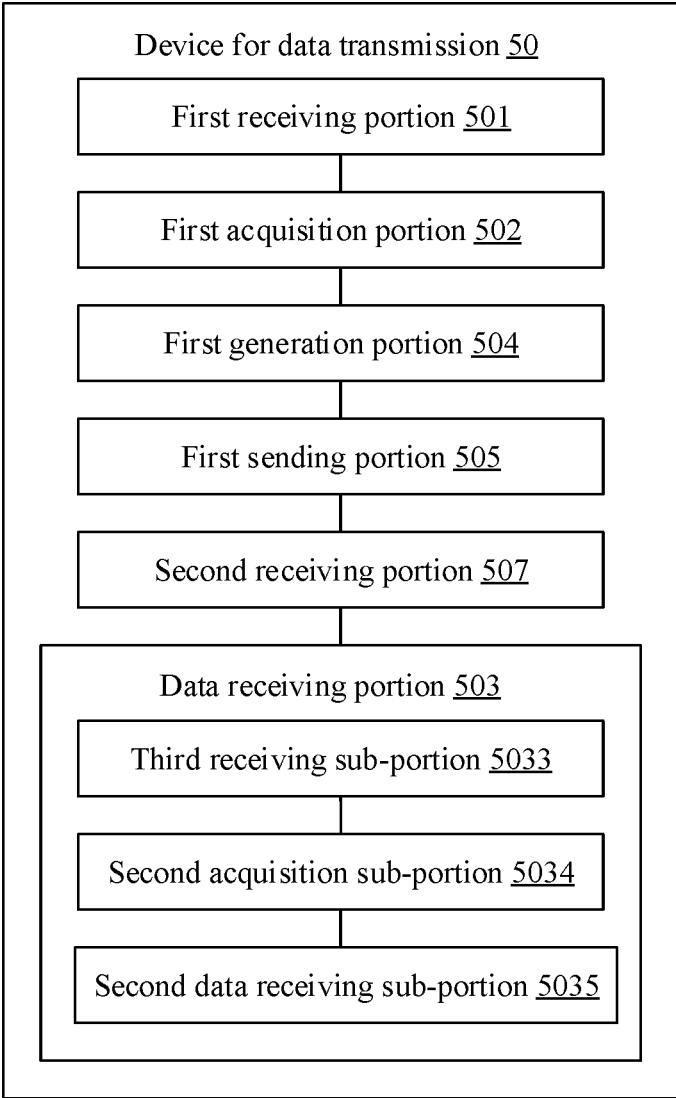 Device for data transmission 50
First receiving portion 501
First acquisition portion 502
First generation portion 504
First sending portion 505
Second receiving portion 507
Data receiving portion 503
Third receiving sub-portion 5033
Second acquisition sub-portion 5034
Second data receiving sub-portion 5035